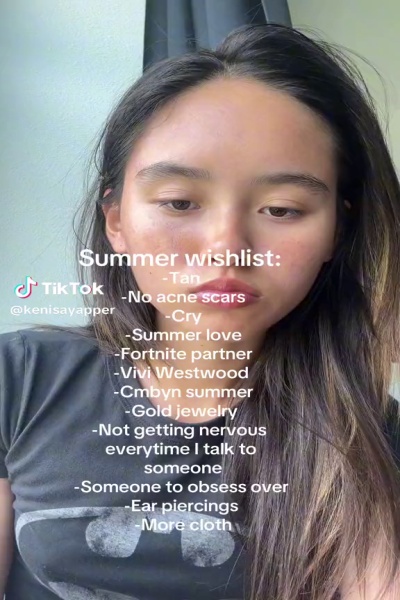 Summer wishlist:
-Tan
-No acne scars
-Cry
-Summer love
-Fortnite partner
-Vivi Westwood
-Cmbyn summer
-Gold jewelry
-Not getting nervous
everytime I talk to
someone
-Someone to obsess over
-Ear piercings
-More cloth
TikTok
@kenisayapper